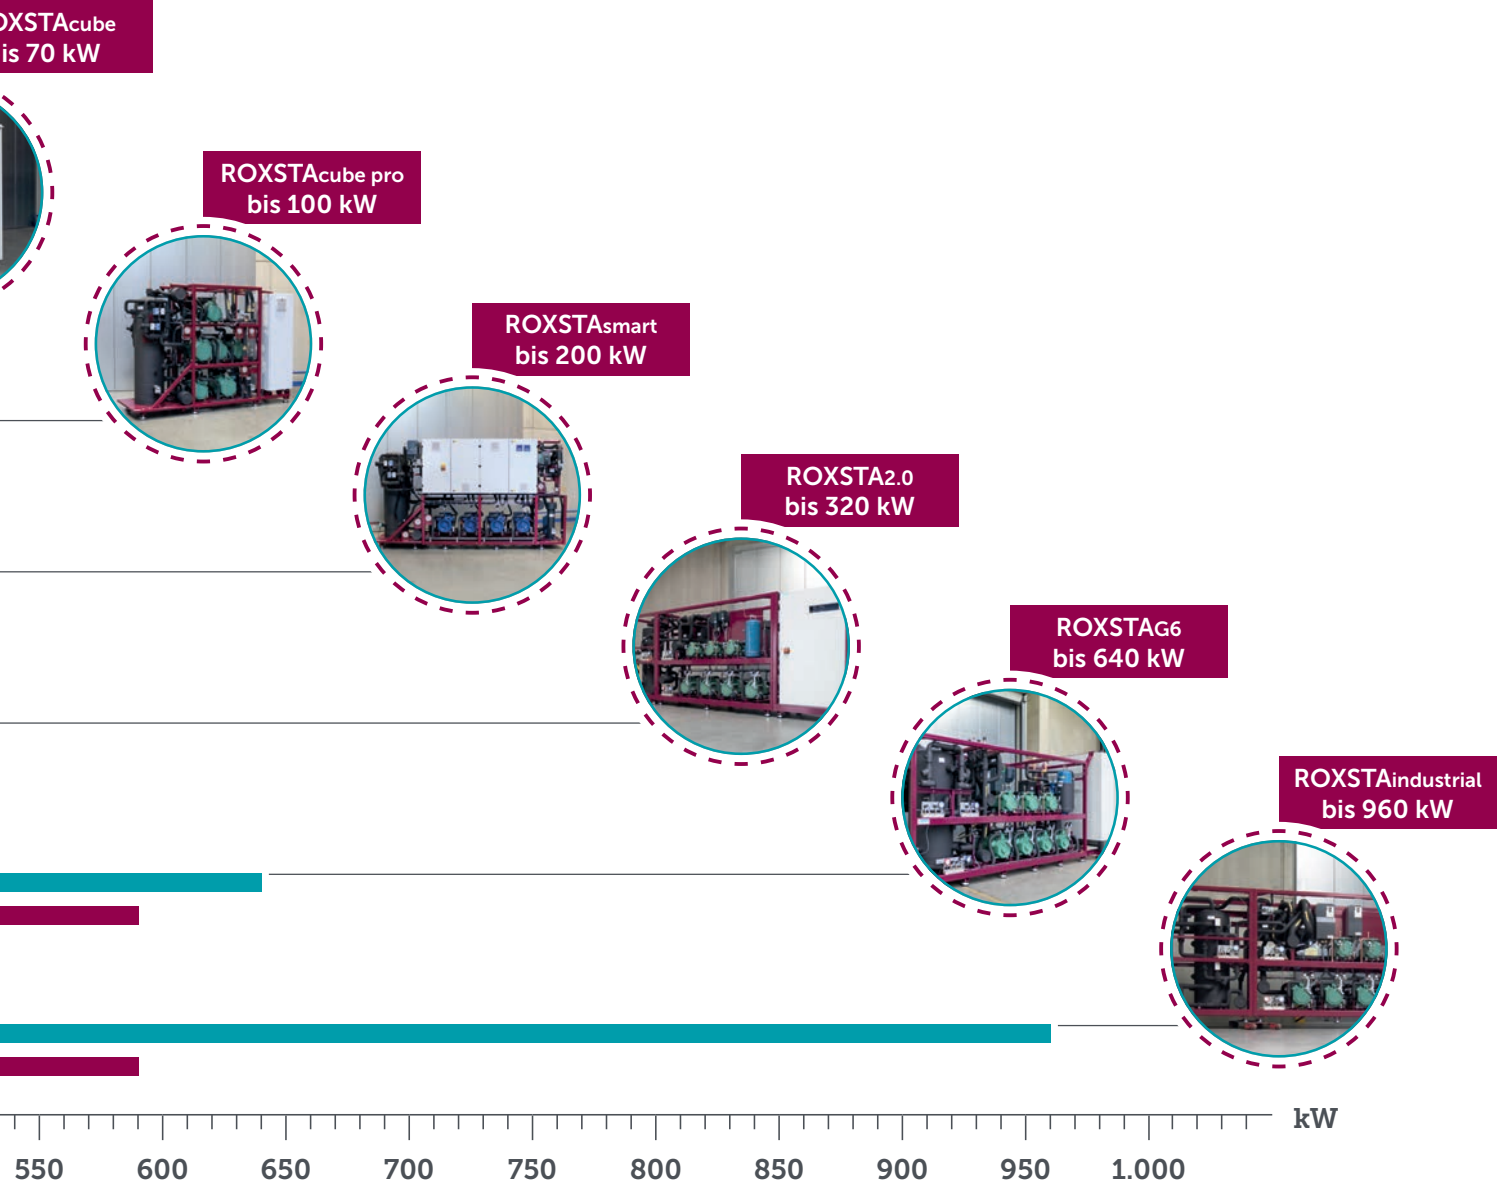 OXSTAcube
is 70 kW
ROXSTAcube pro
bis 100 kW
ROXSTAsmart
bis 200 kW
ROXSTA2.0
bis 320 kW
ROXSTAG6
bis 640 kW
ROXSTAindustrial
bis 960 kW
kW
550 600 650 700 750 800 850 900 950 1.000